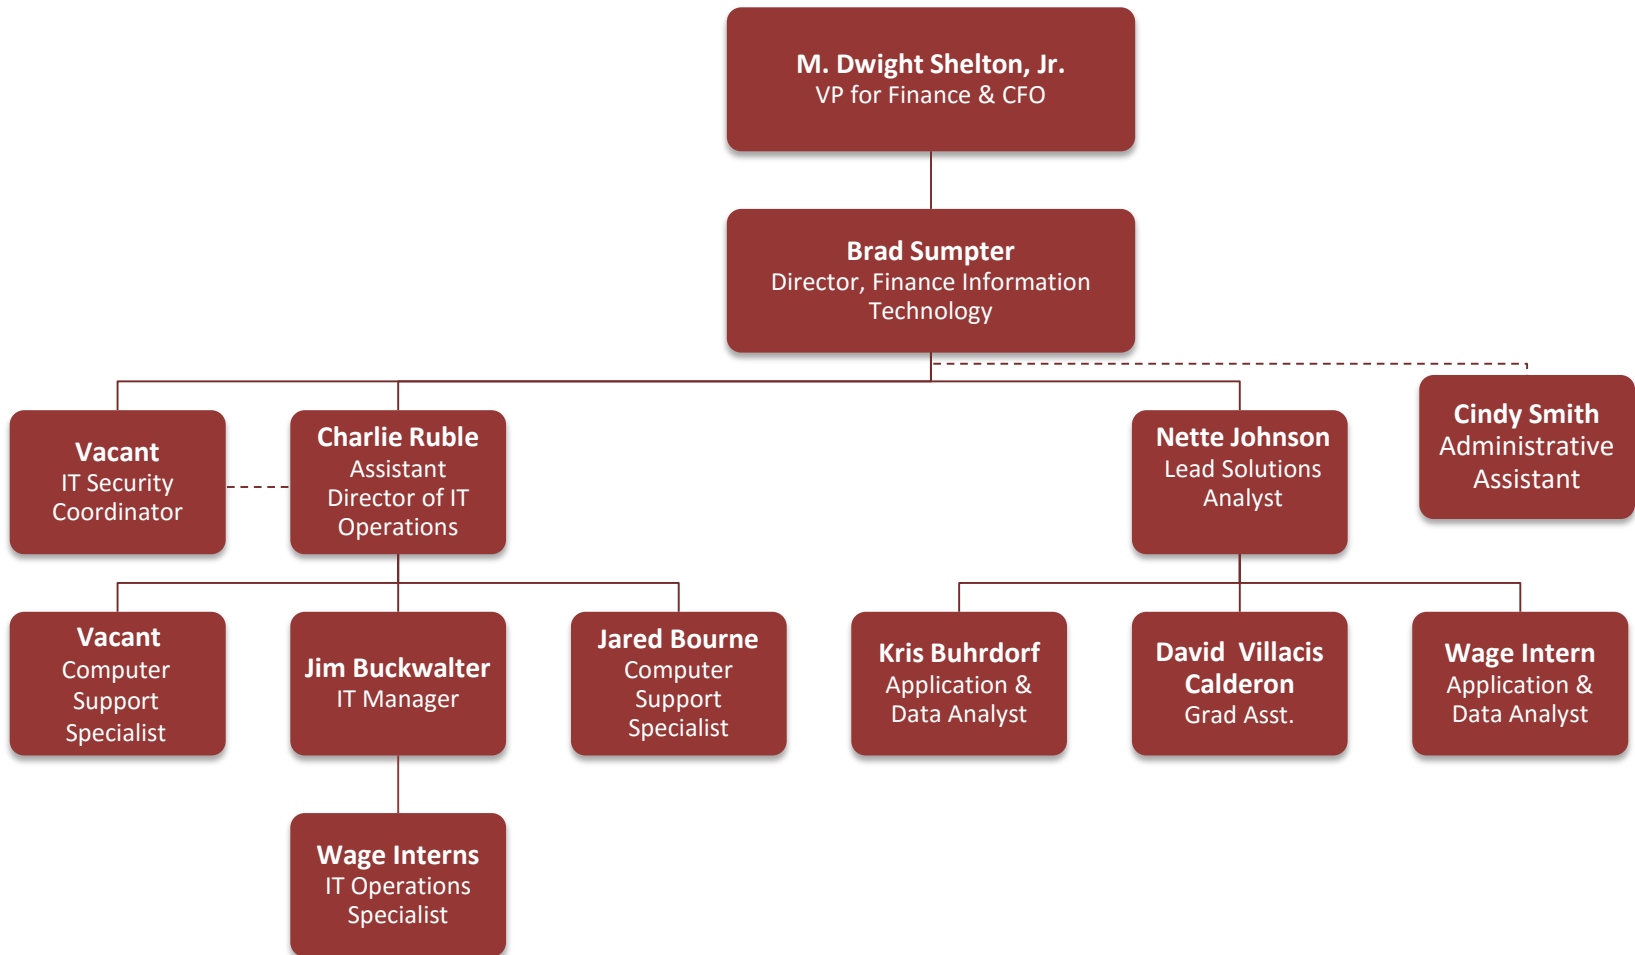 M. Dwight Shelton, Jr.
VP for Finance & CFO
Brad Sumpter
Director, Finance Information
Technology
Vacant
IT Security
Coordinator
Charlie Ruble
Assistant
Director of IT
Operations
Nette Johnson
Lead Solutions
Analyst
Cindy Smith
Administrative
Assistant
Vacant
Computer
Support
Specialist
Jim Buckwalter
IT Manager
Jared Bourne
Computer
Support
Specialist
Kris Buhrdorf
Application &
Data Analyst
David  Villacis
Calderon
Grad Asst.
Wage Intern
Application &
Data Analyst
Wage Interns
IT Operations
Specialist